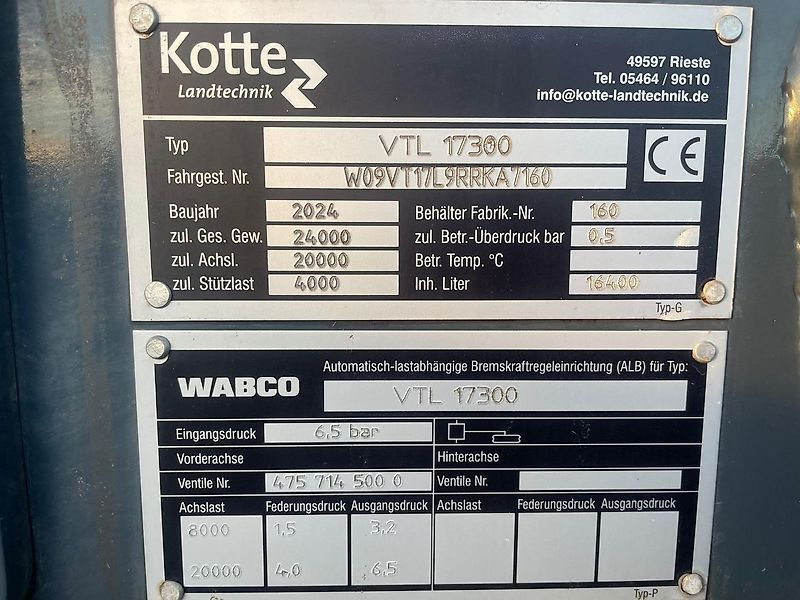 Kotte
Landtechnik
49597 Rieste
Tel. 05464 / 96110
info@kotte-landtechnik.de
Typ VTL 17300
Fahrgest. Nr. W09VT17L9RRKA7160
CE
Baujahr 2024 Behälter Fabrik.-Nr. 160
zul. Ges. Gew. 24000 zul. Betr.-Überdruck bar 0,5
zul. Achsl. 20000 Betr. Temp. °C
zul. Stützlast 4000 Inh. Liter 16400
Typ-G
WABCO Automatisch-lastabhängige Bremskraftregeleinrichtung (ALB) für Typ:
VTL 17300
Eingangsdruck 6,5 bar
Vorderachse Hinterachse
Ventile Nr. 475 714 500 0 Ventile Nr.
Achslast Federungsdruck Ausgangsdruck Achslast Federungsdruck Ausgangsdruck
8000 1,5 3,2
20000 4,0 6,5
Typ-P